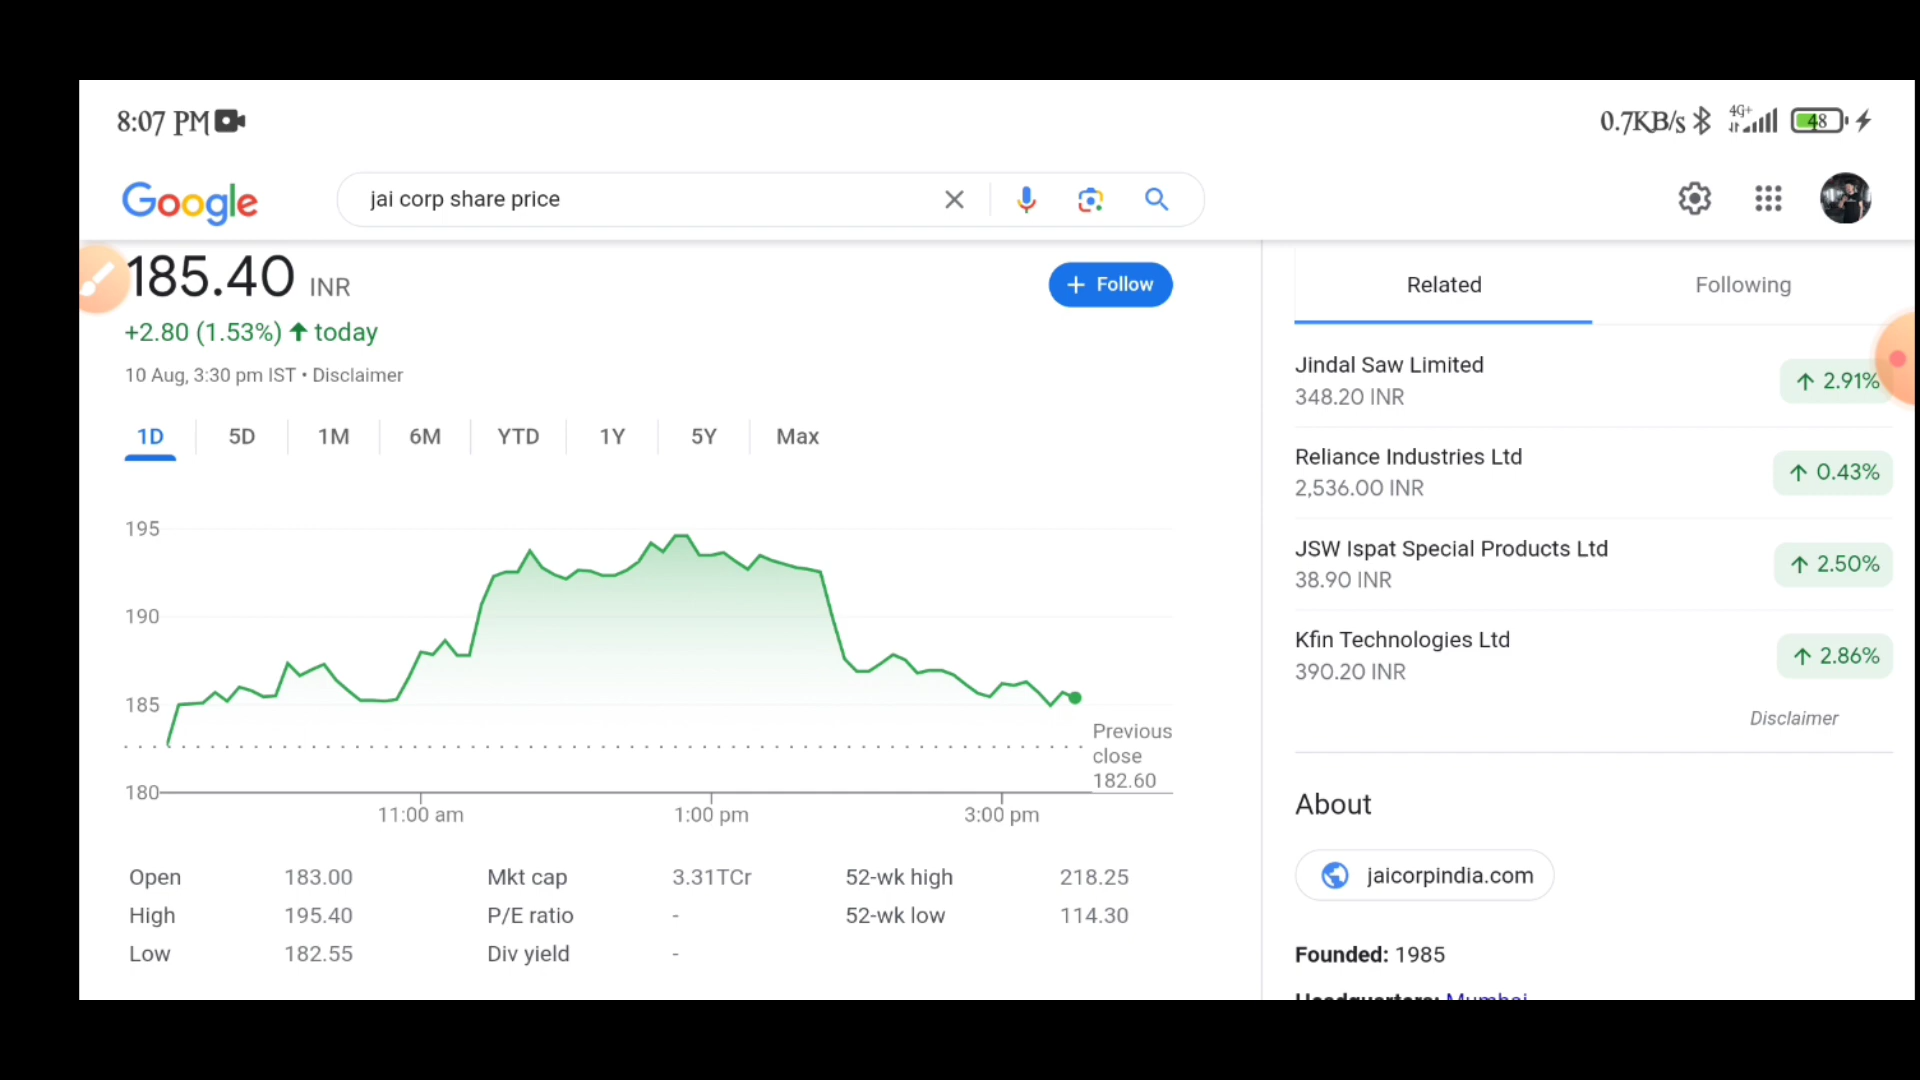 8:07 PM
0.7KB/s 4G+ 48
Google
jai corp share price
185.40 INR
+ Follow
+2.80 (1.53%) ↑ today
10 Aug, 3:30 pm IST • Disclaimer
1D 5D 1M 6M YTD 1Y 5Y Max
195
190
185
180
Previous
close
182.60
11:00 am 1:00 pm 3:00 pm
Open 183.00 Mkt cap 3.31TCr 52-wk high 218.25
High 195.40 P/E ratio - 52-wk low 114.30
Low 182.55 Div yield -
Related Following
Jindal Saw Limited
348.20 INR
↑ 2.91%
Reliance Industries Ltd
2,536.00 INR
↑ 0.43%
JSW Ispat Special Products Ltd
38.90 INR
↑ 2.50%
Kfin Technologies Ltd
390.20 INR
↑ 2.86%
Disclaimer
About
jaicorpindia.com
Founded: 1985
Headquarters: Mumbai